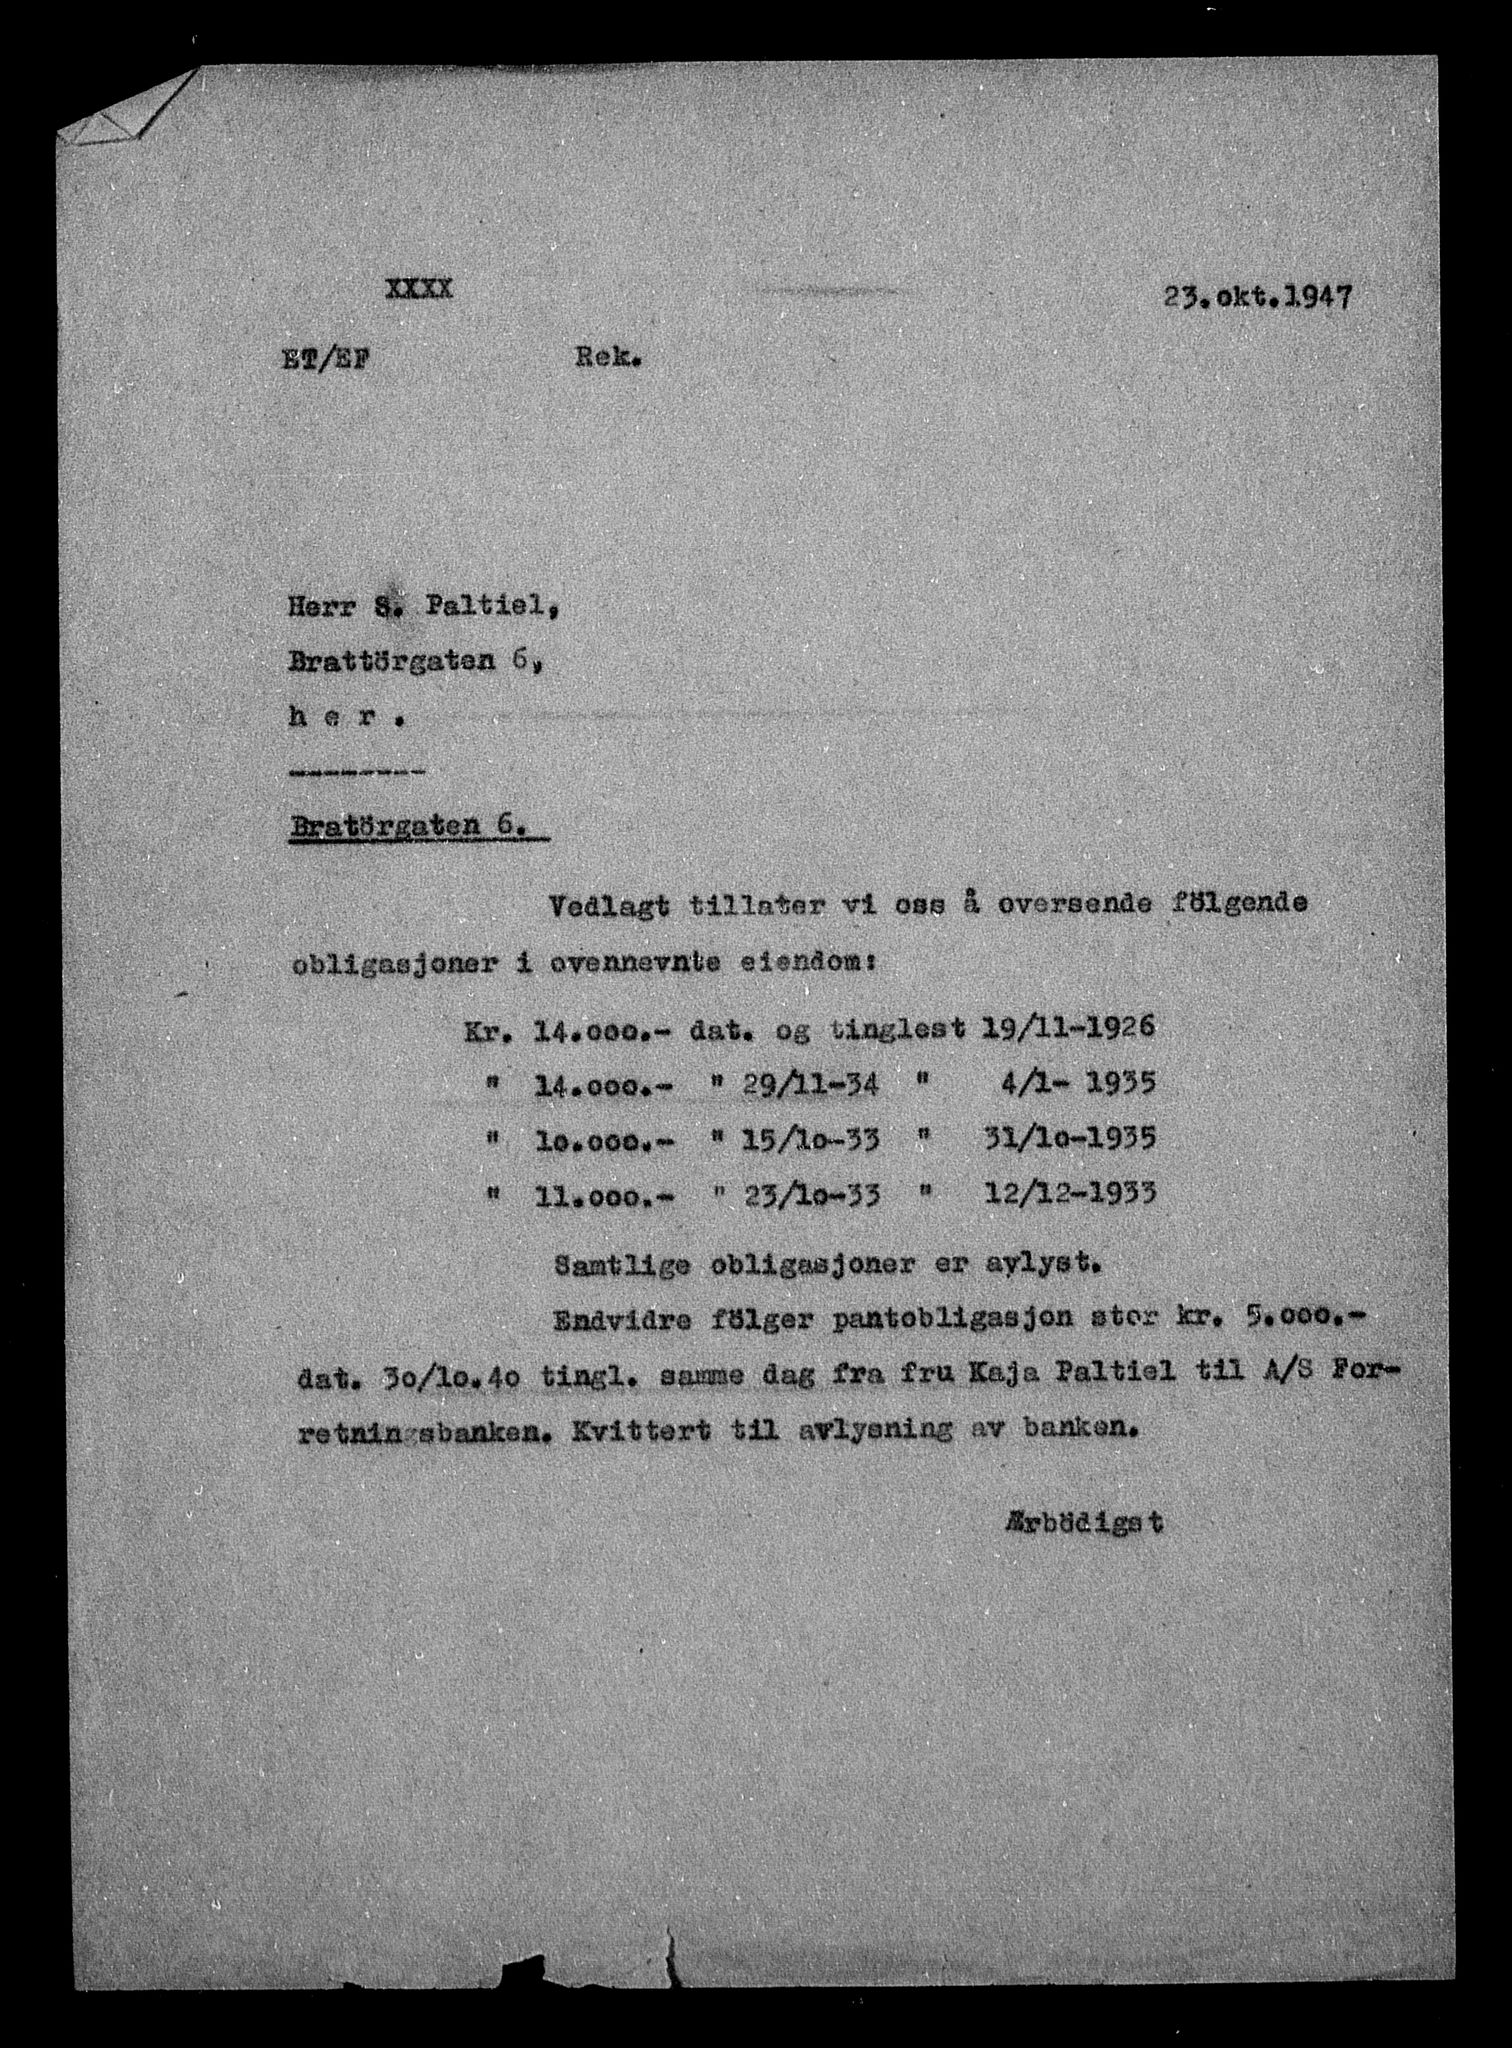 XXXX 23.okt.1947
ET/EF Rek.
Herr S. Paltiel,
Brattörgaten 6,
h e r .
--------
Bratörgaten 6.
Vedlagt tillater vi oss å oversende fölgende
obligasjoner i ovennevnte eiendom:
Kr. 14.ooo.- dat. og tinglest 19/11-1926
" 14.ooo.- " 29/11-34 " 4/1- 1935
" 1o.ooo.- " 15/1o-33 " 31/1o-1935
" 11.ooo.- " 23/1o-33 " 12/12-1933
Samtlige obligasjoner er avlyst.
Endvidre fölger pantobligasjon stor kr. 5.ooo.-
dat. 3o/1o.4o tingl. samme dag fra fru Kaja Paltiel til A/S For-
retningsbanken. Kvittert til avlysning av banken.
Ærbödigst